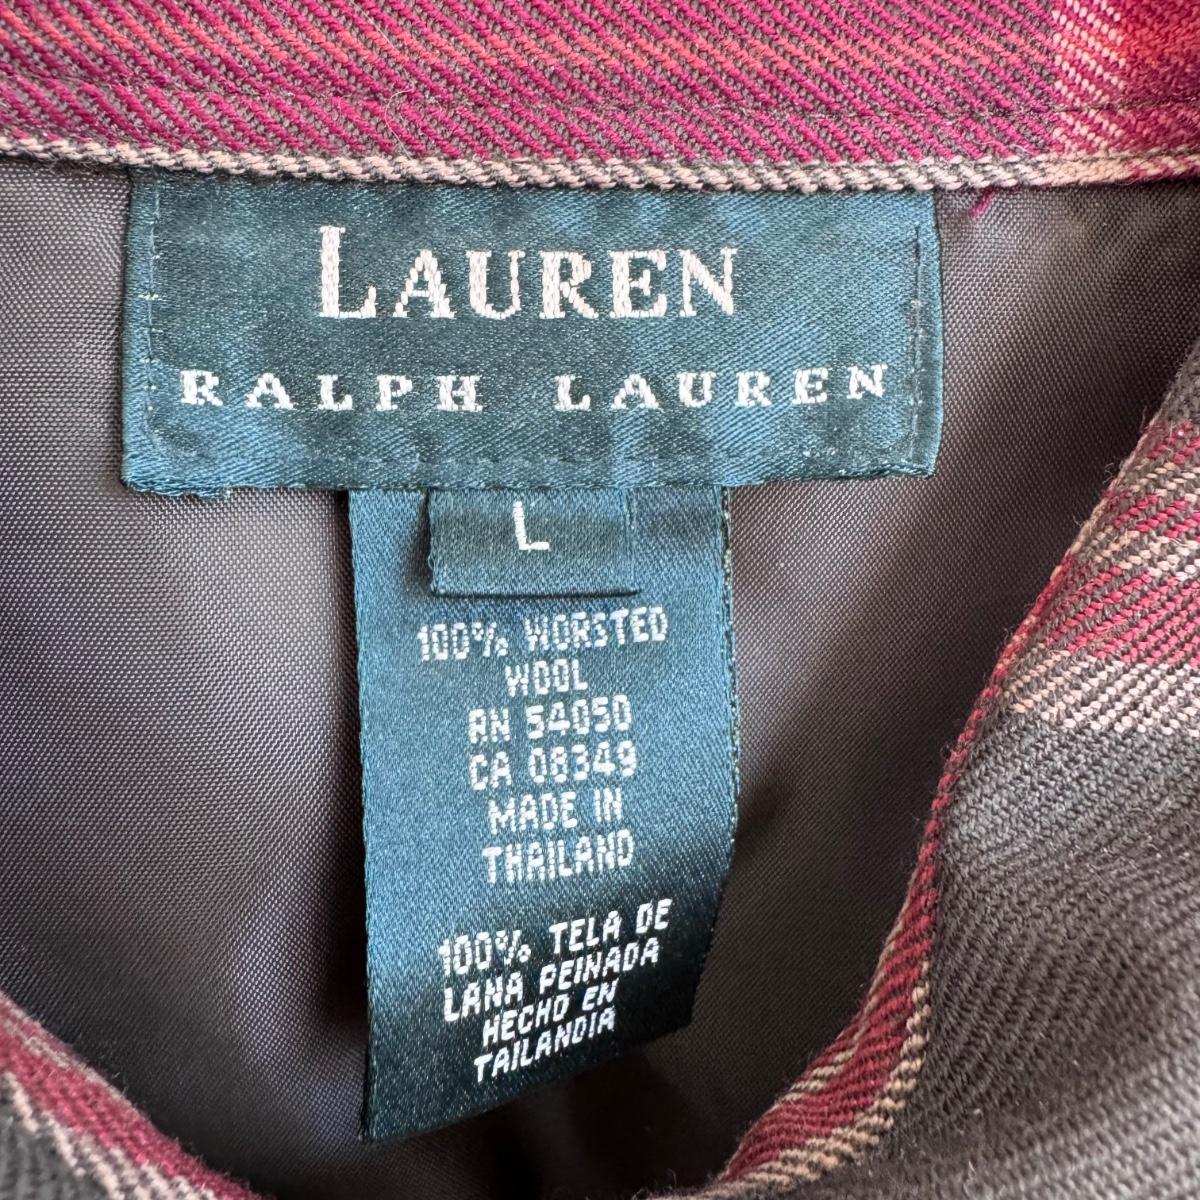 LAUREN
RALPH LAUREN
L
100% WORSTED
WOOL
RN 54050
CA 08349
MADE IN
THAILAND
100% TELA DE
LANA PEINADA
HECHO EN
TAILANDIA